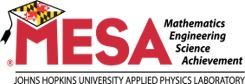 MESA®
Mathematics
Engineering
Science
Achievement
JOHNS HOPKINS UNIVERSITY APPLIED PHYSICS LABORATORY